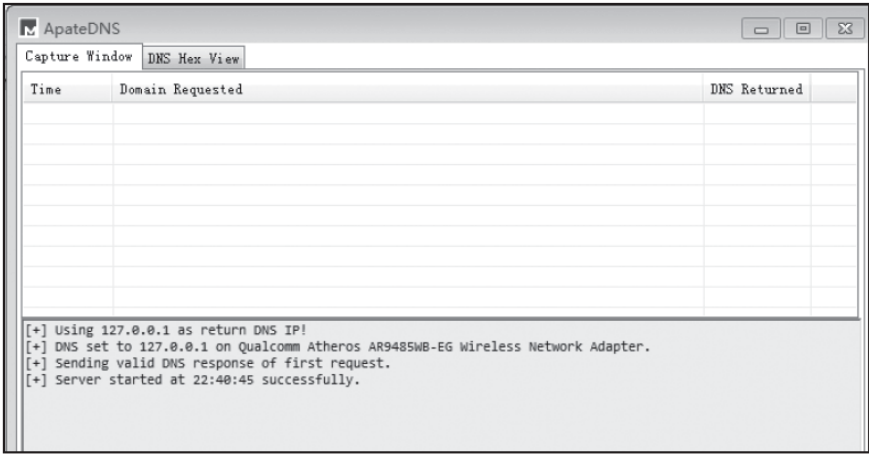 ApateDNS
Capture Window DNS Hex View
Time Domain Requested DNS Returned
[+] Using 127.0.0.1 as return DNS IP!
[+] DNS set to 127.0.0.1 on Qualcomm Atheros AR9485WB-EG Wireless Network Adapter.
[+] Sending valid DNS response of first request.
[+] Server started at 22:40:45 successfully.